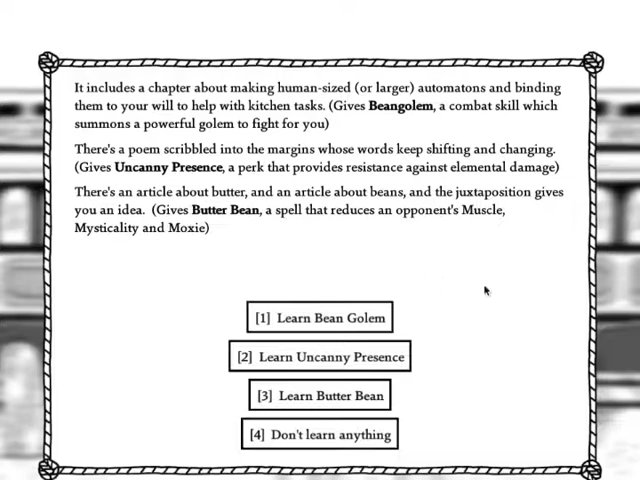 It includes a chapter about making human-sized (or larger) automatons and binding
them to your will to help with kitchen tasks. (Gives Beangolem, a combat skill which
summons a powerful golem to fight for you)
There's a poem scribbled into the margins whose words keep shifting and changing.
(Gives Uncanny Presence, a perk that provides resistance against elemental damage)
There's an article about butter, and an article about beans, and the juxtaposition gives
you an idea.  (Gives Butter Bean, a spell that reduces an opponent's Muscle,
Mysticality and Moxie)
[1]  Learn Bean Golem
[2]  Learn Uncanny Presence
[3]  Learn Butter Bean
[4]  Don't learn anything